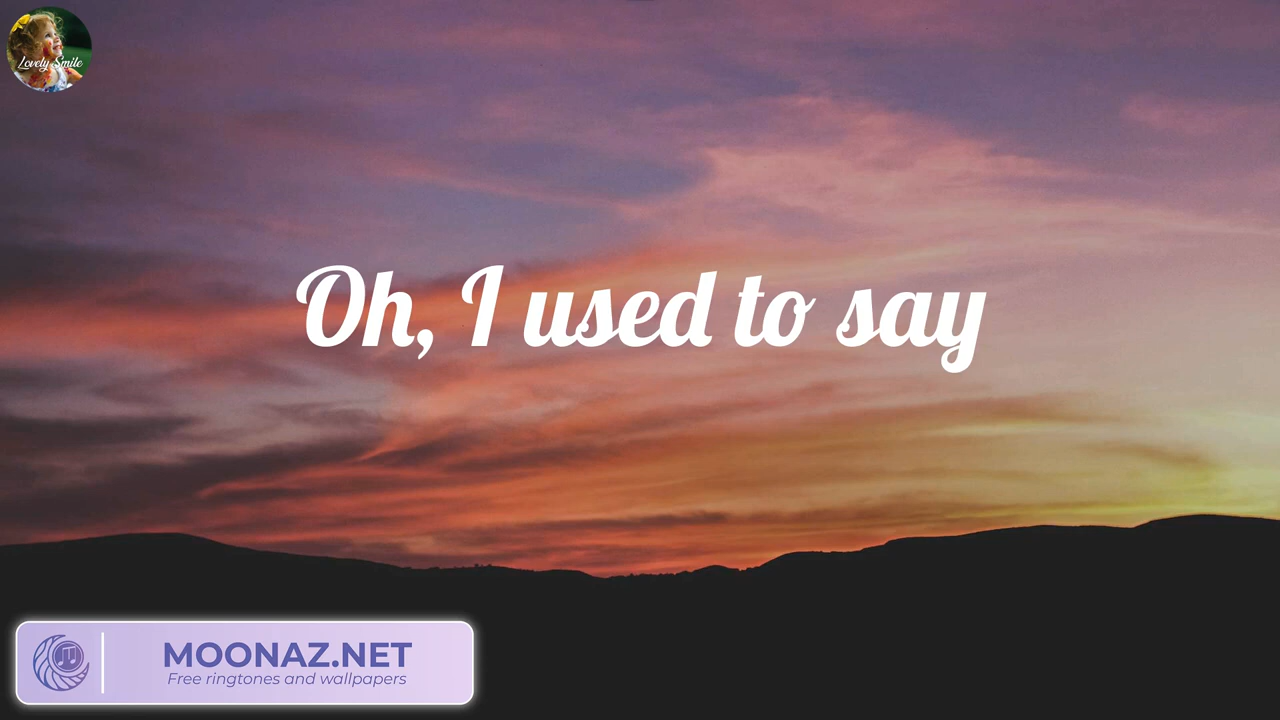 Lovely Smile
Oh, I used to say
MOONAZ.NET
Free ringtones and wallpapers